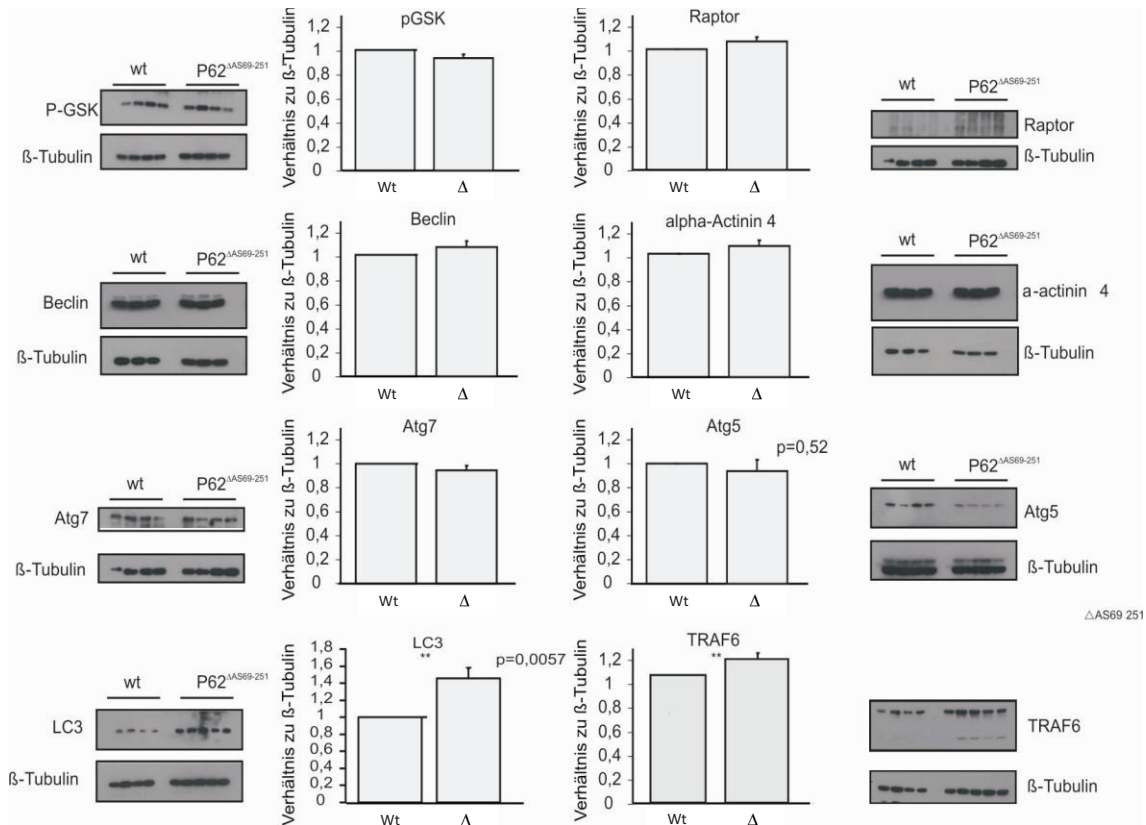 pGSK
Verhältnis zu ß-Tubulin
1,2
1
0,8
0,6
0,4
0,2
0
Wt Δ
wt P62ΔAS69-251
P-GSK
ß-Tubulin
Raptor
Verhältnis zu ß-Tubulin
1,2
1
0,8
0,6
0,4
0,2
0
Wt Δ
wt P62ΔAS69-251
Raptor
ß-Tubulin
wt P62ΔAS69-251
Beclin
ß-Tubulin
Beclin
Verhältnis zu ß-Tubulin
1,2
1
0,8
0,6
0,4
0,2
0
Wt Δ
alpha-Actinin 4
Verhältnis zu ß-Tubulin
1,2
1
0,8
0,6
0,4
0,2
0
Wt Δ
wt P62ΔAS69-251
a-actinin 4
ß-Tubulin
wt P62ΔAS69-251
Atg7
ß-Tubulin
Atg7
Verhältnis zu ß-Tubulin
1,2
1
0,8
0,6
0,4
0,2
0
Wt Δ
Atg5
p=0,52
Verhältnis zu ß-Tubulin
1,2
1
0,8
0,6
0,4
0,2
0
Wt Δ
wt P62ΔAS69-251
Atg5
ß-Tubulin
△AS69 251
wt P62ΔAS69-251
LC3
ß-Tubulin
LC3
**
p=0,0057
Verhältnis zu ß-Tubulin
1,8
1,6
1,4
1,2
1
0,8
0,6
0,4
0,2
0
Wt Δ
TRAF6
**
Verhältnis zu ß-Tubulin
1,2
1
0,8
0,6
0,4
0,2
0
Wt Δ
TRAF6
ß-Tubulin